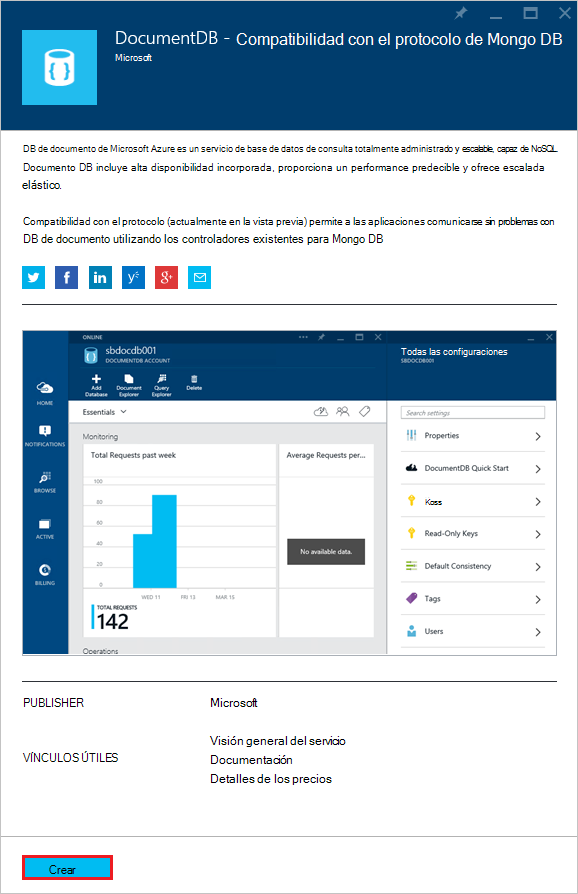 DocumentDB - Compatibilidad con el protocolo de Mongo DB
Microsoft
DB de documento de Microsoft Azure es un servicio de base de datos de consulta totalmente administrado y escalable, capaz de NoSQL.
Documento DB incluye alta disponibilidad incorporada, proporciona un performance predecible y ofrece escalada
elástico.
Compatibilidad con el protocolo (actualmente en la vista previa) permite a las aplicaciones comunicarse sin problemas con
DB de documento utilizando los controladores existentes para Mongo DB
ONLINE
sbdocdb001
DOCUMENTDB ACCOUNT
Add Database
Document Explorer
Query Explorer
Delete
HOME
NOTIFICATIONS
BROWSE
ACTIVE
BILLING
Essentials
Monitoring
Total Requests past week
100
80
60
40
20
0
WED 11 FRI 13 MAR 15
TOTAL REQUESTS
142
Average Requests per...
No available data.
Operations
Todas las configuraciones
SBDOCDB001
Search settings
Properties
DocumentDB Quick Start
Koss
Read-Only Keys
Default Consistency
Tags
Users
PUBLISHER Microsoft
VÍNCULOS ÚTILES
Visión general del servicio
Documentación
Detalles de los precios
Crear